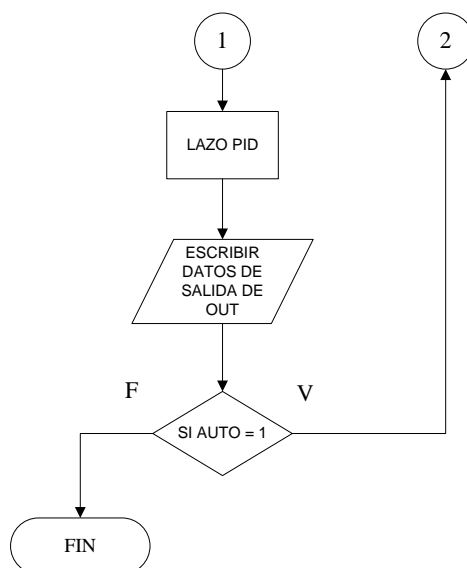 1
2
LAZO PID
ESCRIBIR
DATOS DE
SALIDA DE
OUT
F
V
SI AUTO = 1
FIN